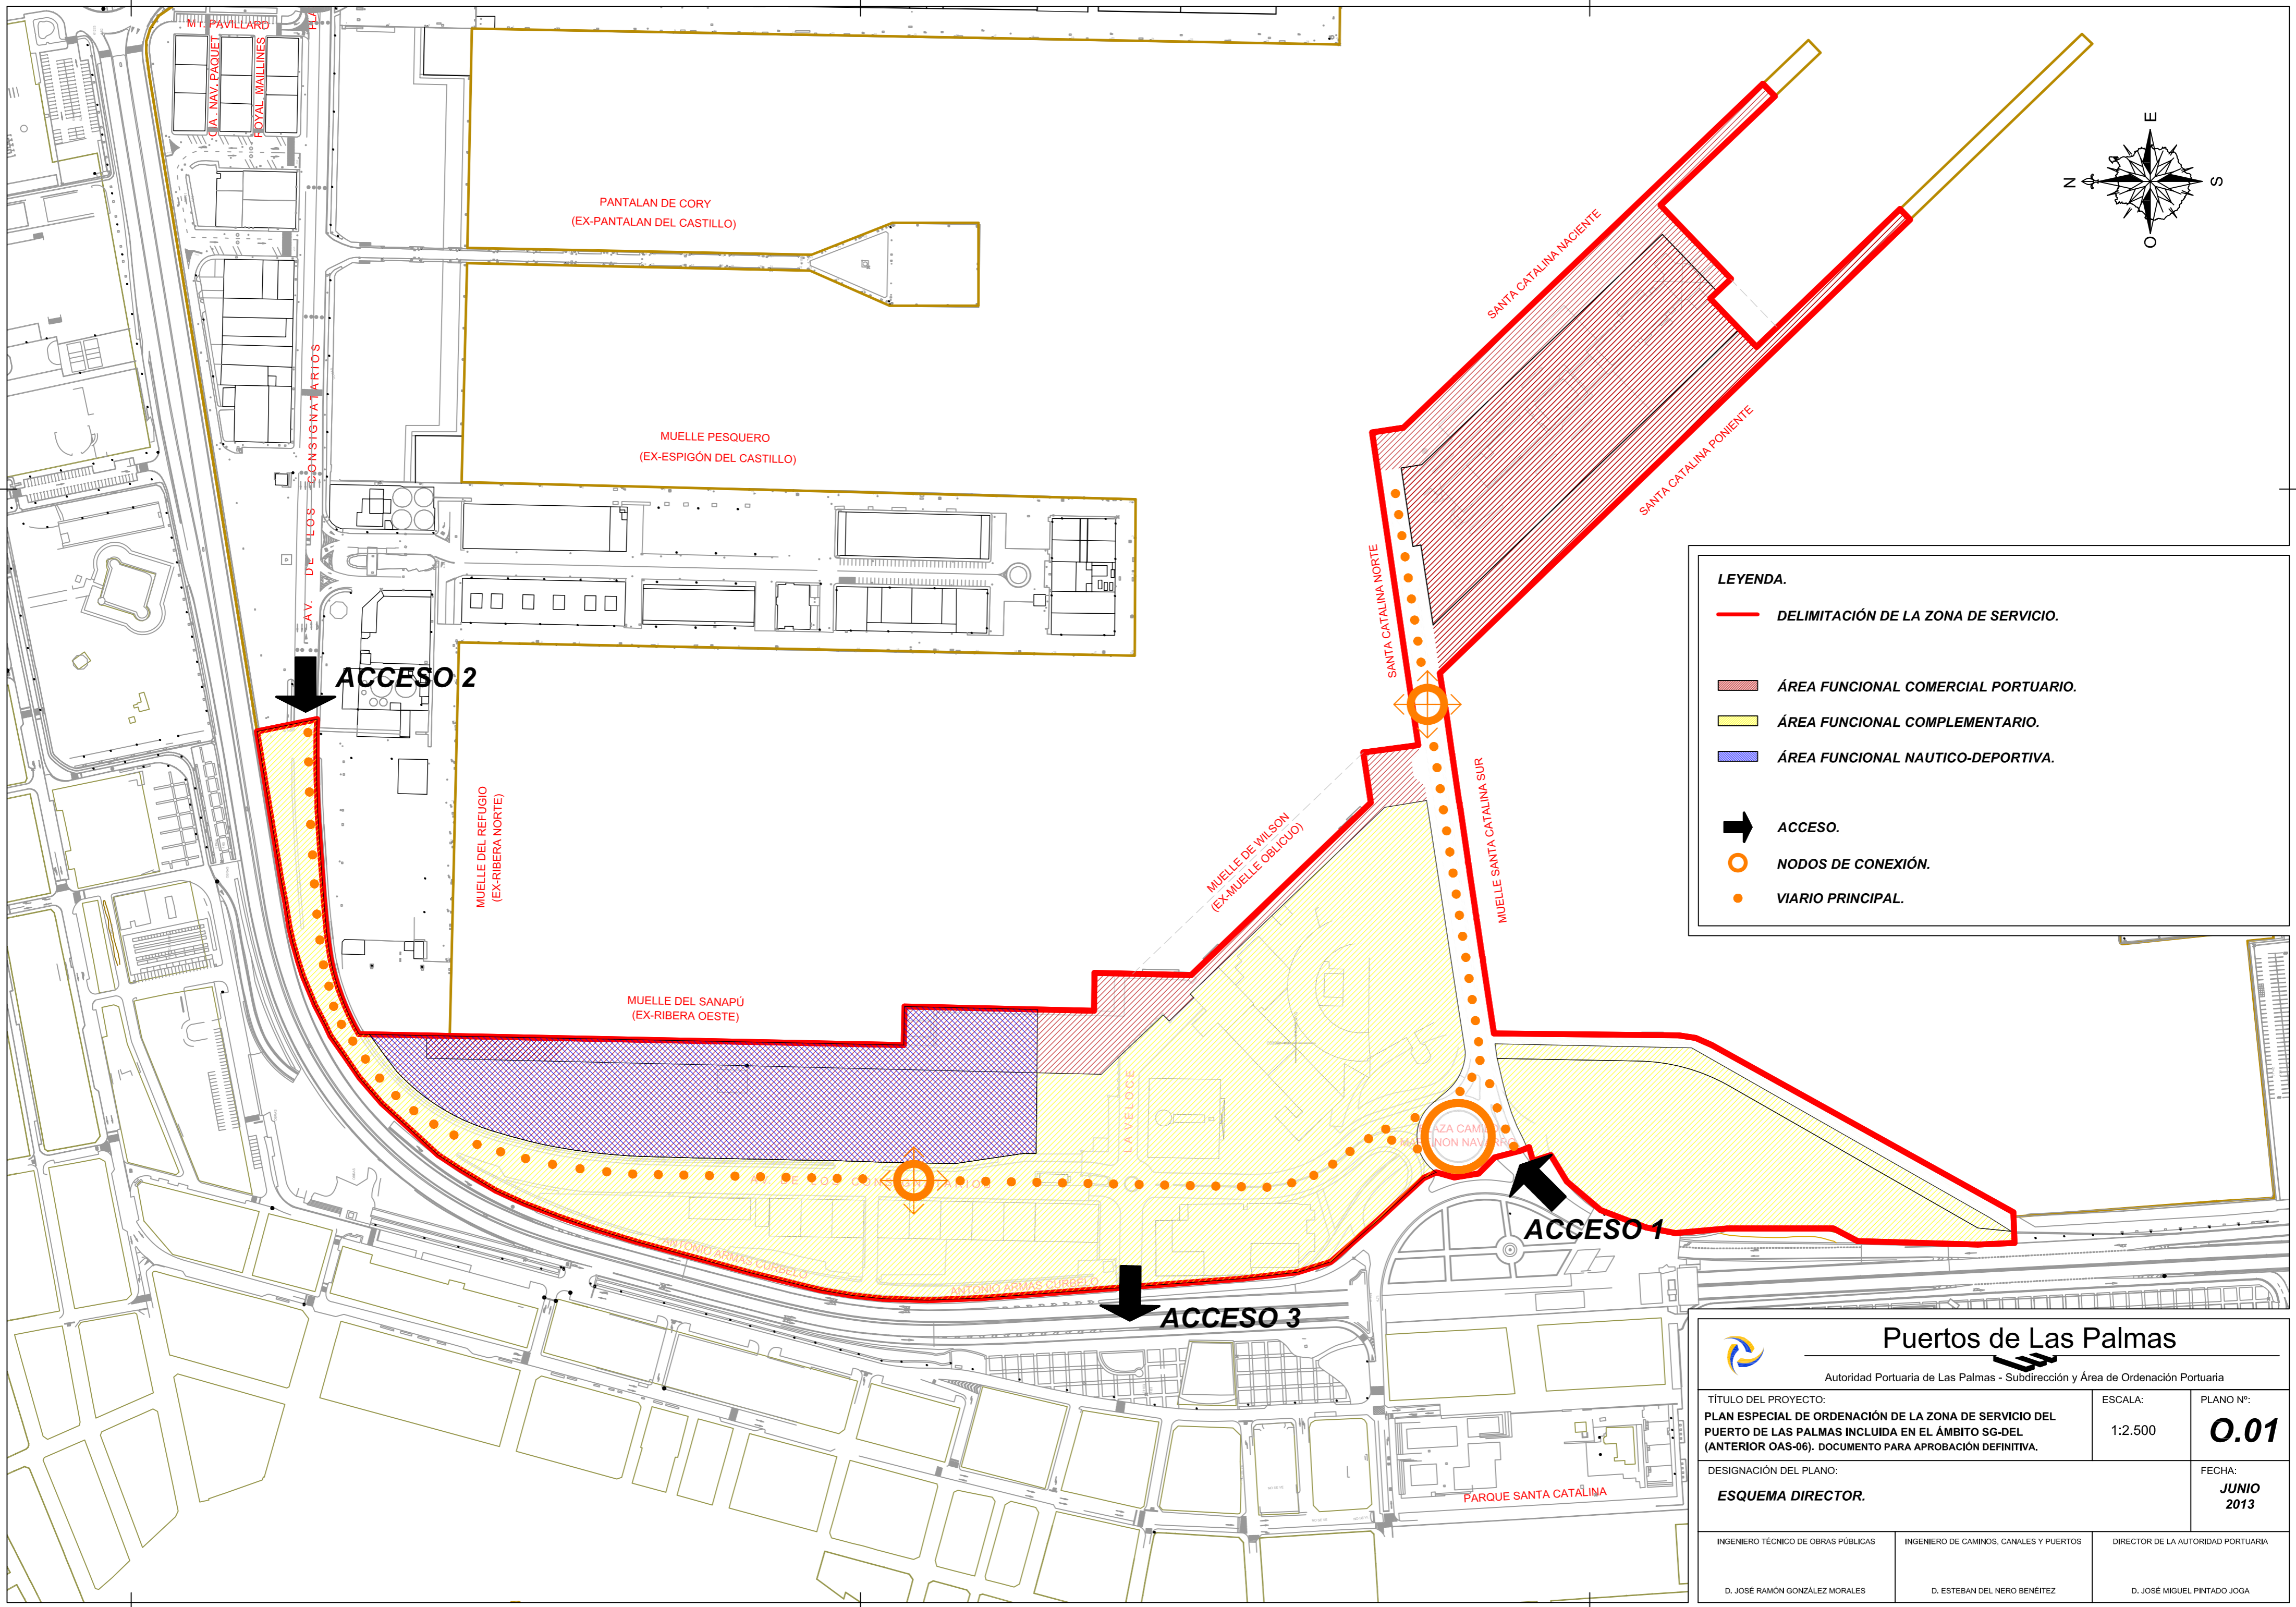 MY. PAVILLARD
CIA. NAV. PAQUET
ROYAL MAILLINES
AV. DE LOS CONSIGNATARIOS
PANTALAN DE CORY
(EX-PANTALAN DEL CASTILLO)
MUELLE PESQUERO
(EX-ESPIGÓN DEL CASTILLO)
SANTA CATALINA NACIENTE
SANTA CATALINA PONIENTE
SANTA CATALINA NORTE
N
E
S
O
ACCESO 2
MUELLE DEL REFUGIO
(EX-RIBERA NORTE)
MUELLE DE WILSON
(EX-MUELLE OBLICUO)
MUELLE SANTA CATALINA SUR
MUELLE DEL SANAPÚ
(EX-RIBERA OESTE)
LA VELOCE
PLAZA CAMILO
MARTINON NAVARRO
AV. DE LOS CONSIGNATARIOS
ANTONIO ARMAS CURBELO
ANTONIO ARMAS CURBELO
ACCESO 1
ACCESO 3
PARQUE SANTA CATALINA
LEYENDA.
DELIMITACIÓN DE LA ZONA DE SERVICIO.
ÁREA FUNCIONAL COMERCIAL PORTUARIO.
ÁREA FUNCIONAL COMPLEMENTARIO.
ÁREA FUNCIONAL NAUTICO-DEPORTIVA.
ACCESO.
NODOS DE CONEXIÓN.
VIARIO PRINCIPAL.
Puertos de Las Palmas
Autoridad Portuaria de Las Palmas - Subdirección y Área de Ordenación Portuaria
TÍTULO DEL PROYECTO:
PLAN ESPECIAL DE ORDENACIÓN DE LA ZONA DE SERVICIO DEL
PUERTO DE LAS PALMAS INCLUIDA EN EL ÁMBITO SG-DEL
(ANTERIOR OAS-06). DOCUMENTO PARA APROBACIÓN DEFINITIVA.
ESCALA:
1:2.500
PLANO Nº:
O.01
DESIGNACIÓN DEL PLANO:
ESQUEMA DIRECTOR.
FECHA:
JUNIO
2013
INGENIERO TÉCNICO DE OBRAS PÚBLICAS
D. JOSÉ RAMÓN GONZÁLEZ MORALES
INGENIERO DE CAMINOS, CANALES Y PUERTOS
D. ESTEBAN DEL NERO BENÉITEZ
DIRECTOR DE LA AUTORIDAD PORTUARIA
D. JOSÉ MIGUEL PINTADO JOGA